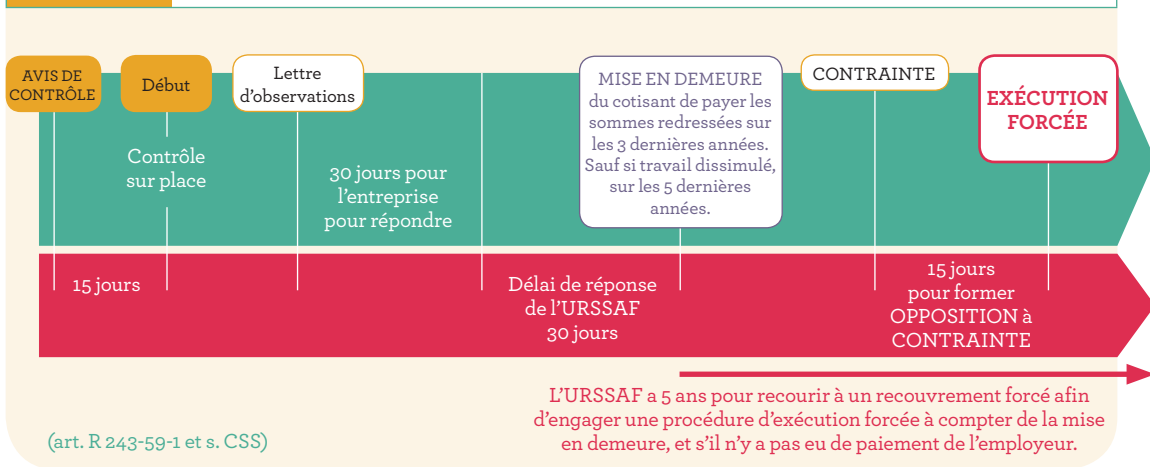 AVIS DE
CONTRÔLE
Début
Lettre
d'observations
MISE EN DEMEURE
du cotisant de payer les
sommes redressées sur
les 3 dernières années.
Sauf si travail dissimulé,
sur les 5 dernières
années.
CONTRAINTE
EXÉCUTION
FORCÉE
Contrôle
sur place
30 jours pour
l'entreprise
pour répondre
15 jours
Délai de réponse
de l'URSSAF
30 jours
15 jours
pour former
OPPOSITION à
CONTRAINTE
L'URSSAF a 5 ans pour recourir à un recouvrement forcé afin
d'engager une procédure d'exécution forcée à compter de la mise
en demeure, et s'il n'y a pas eu de paiement de l'employeur.
(art. R 243-59-1 et s. CSS)